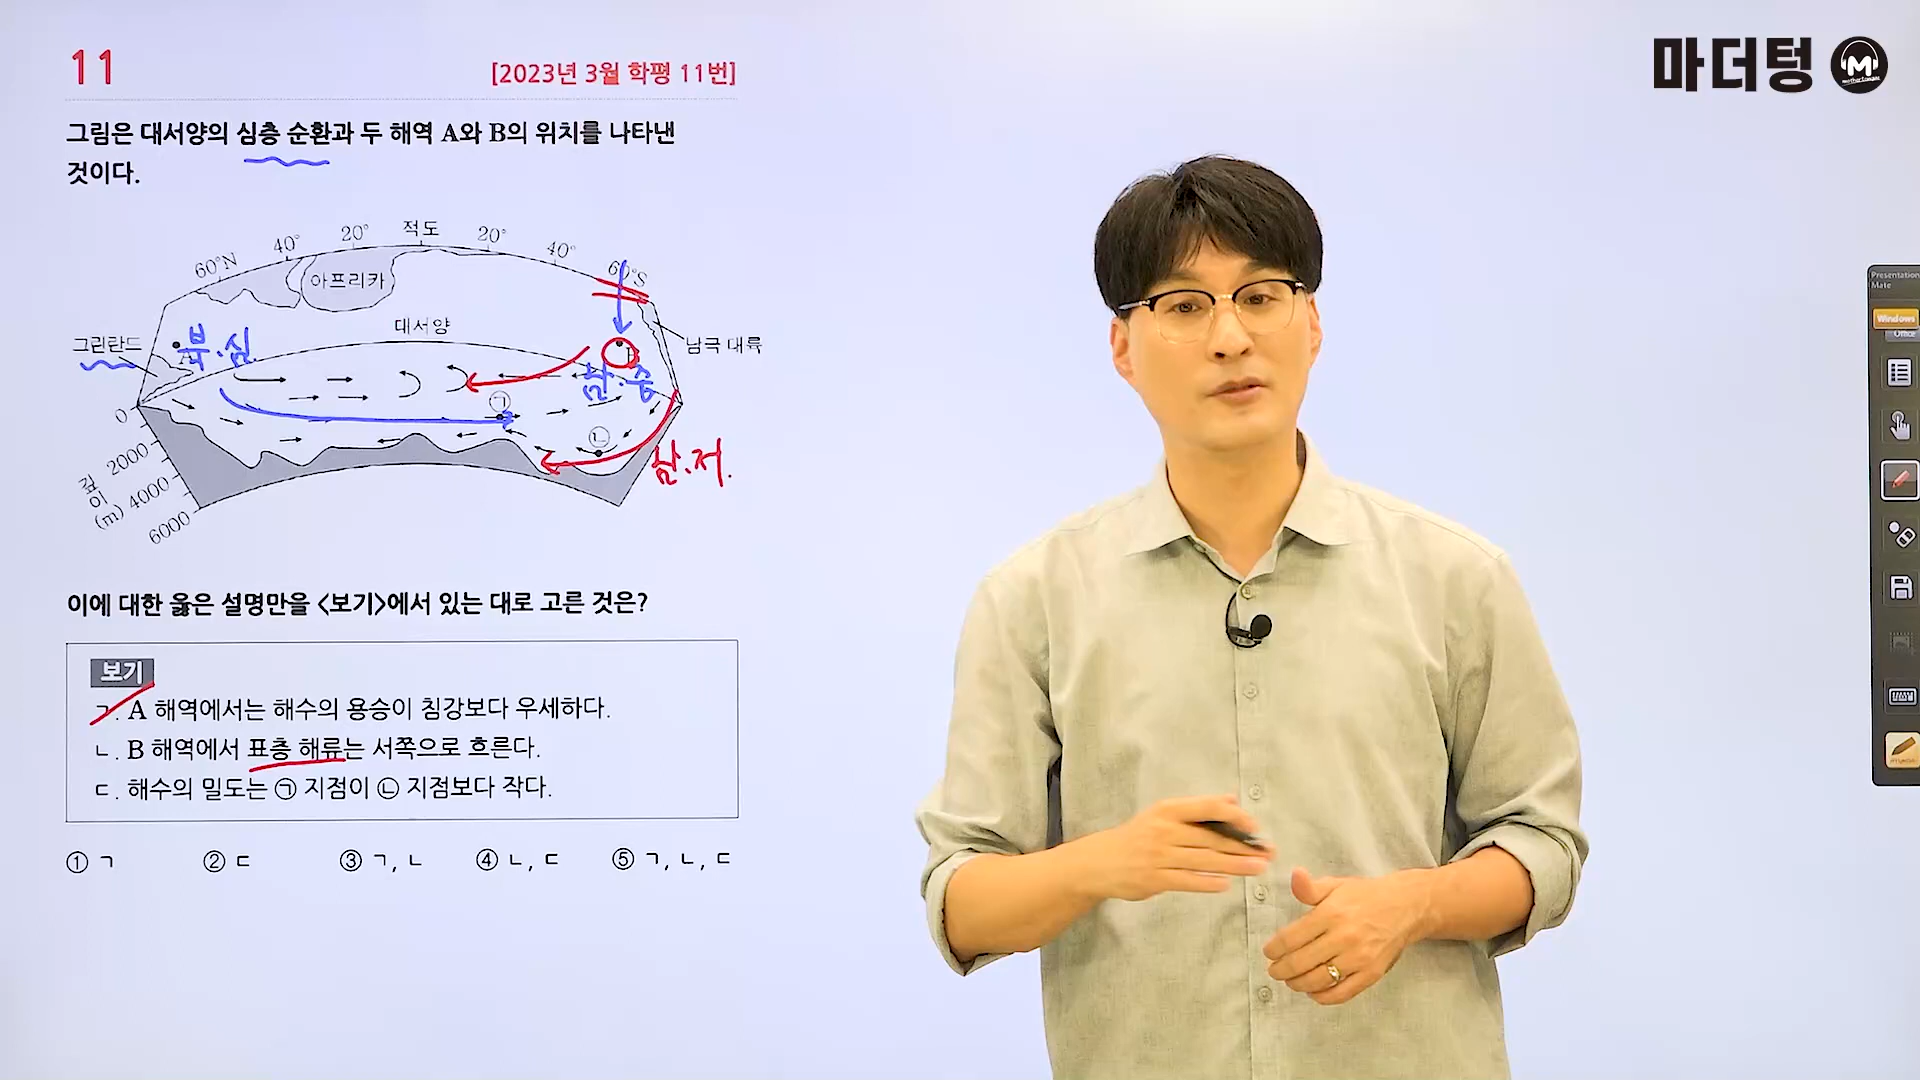 11
[2023년 3월 학평 11번]
마더텅
그림은 대서양의 심층 순환과 두 해역 A와 B의 위치를 나타낸
것이다.
60°N 40° 20° 적도 20° 40° 60°S
아프리카
대서양
그린란드
A
북.심
남극 대륙
B
남.중
㉠
㉡
남.저.
0
2000
4000
6000
깊이(m)
이에 대한 옳은 설명만을 <보기>에서 있는 대로 고른 것은?
보기
ㄱ. A 해역에서는 해수의 용승이 침강보다 우세하다.
ㄴ. B 해역에서 표층 해류는 서쪽으로 흐른다.
ㄷ. 해수의 밀도는 ㉠ 지점이 ㉡ 지점보다 작다.
① ㄱ ② ㄷ ③ ㄱ, ㄴ ④ ㄴ, ㄷ ⑤ ㄱ, ㄴ, ㄷ
Presentation
Mate
Windows
Office